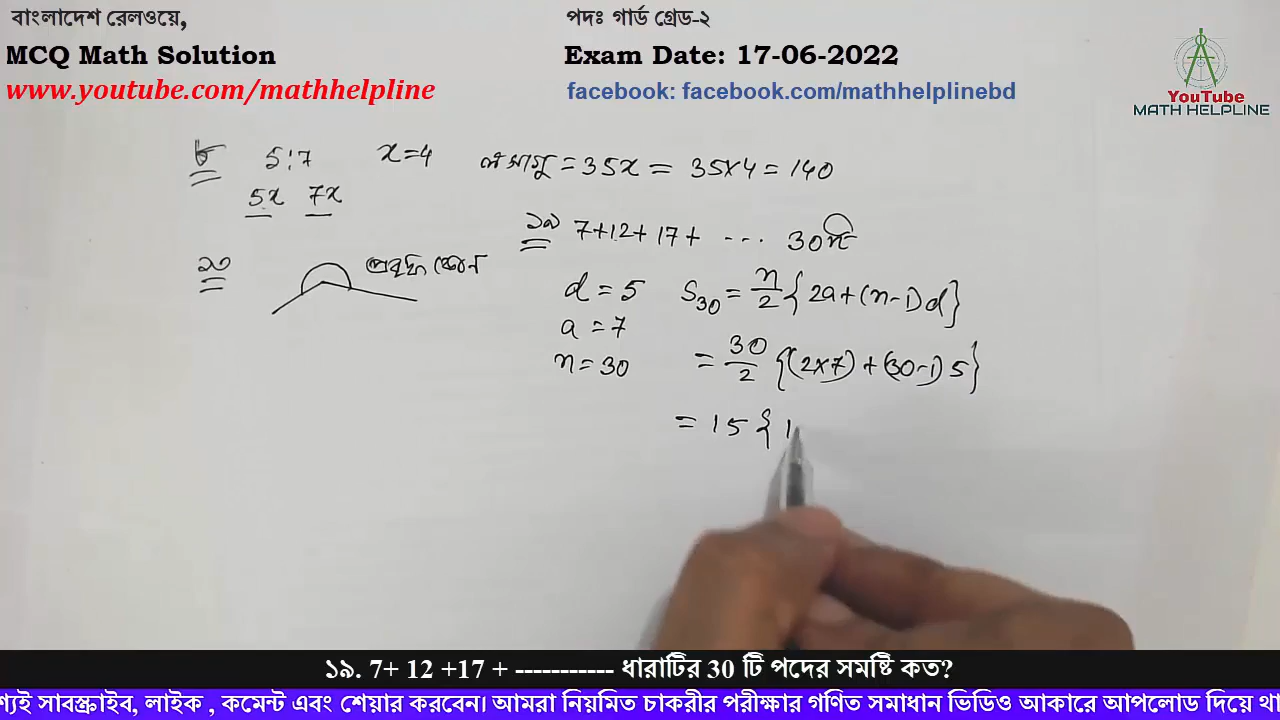 বাংলাদেশ রেলওয়ে,
পদঃ গার্ড গ্রেড-২
MCQ Math Solution
Exam Date: 17-06-2022
www.youtube.com/mathhelpline
facebook: facebook.com/mathhelplinebd
YouTube
MATH HELPLINE
৮ 5:7 x=4 ল সাগু = 35x = 35×4 = 140
5x 7x
১৯ 7+12+17+ ... 30টি
প্রবৃদ্ধ কোন
d = 5 S30 = n/2 { 2a+(n-1)d}
a = 7
n = 30 = 30/2 {(2×7) + (30-1) 5}
= 15 { 1
১৯. 7+ 12 +17 + ----------- ধারাটির 30 টি পদের সমষ্টি কত?
শ্যই সাবস্ক্রাইব, লাইক , কমেন্ট এবং শেয়ার করবেন। আমরা নিয়মিত চাকরীর পরীক্ষার গণিত সমাধান ভিডিও আকারে আপলোড দিয়ে থা